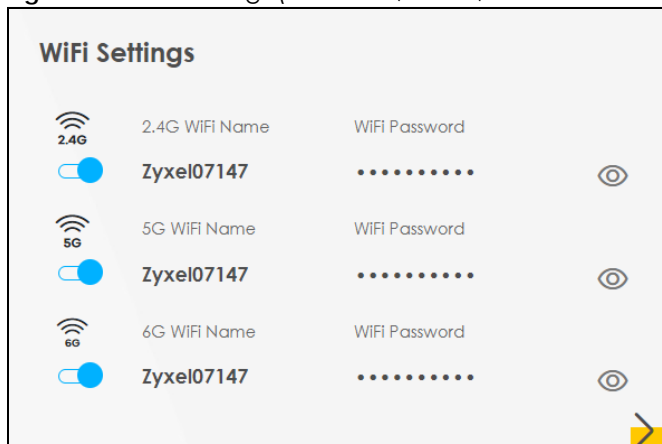 WiFi Settings
2.4G
2.4G WiFi Name WiFi Password
Zyxel07147 ••••••••••
5G
5G WiFi Name WiFi Password
Zyxel07147 ••••••••••
6G
6G WiFi Name WiFi Password
Zyxel07147 ••••••••••